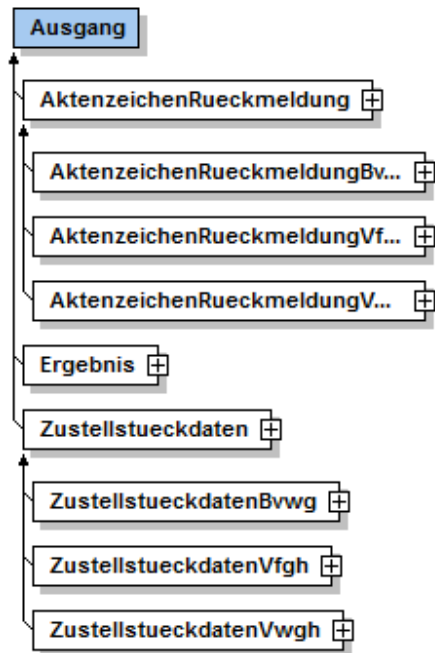 Ausgang
AktenzeichenRueckmeldung
AktenzeichenRueckmeldungBv...
AktenzeichenRueckmeldungVf...
AktenzeichenRueckmeldungV...
Ergebnis
Zustellstueckdaten
ZustellstueckdatenBvwg
ZustellstueckdatenVfgh
ZustellstueckdatenVwgh